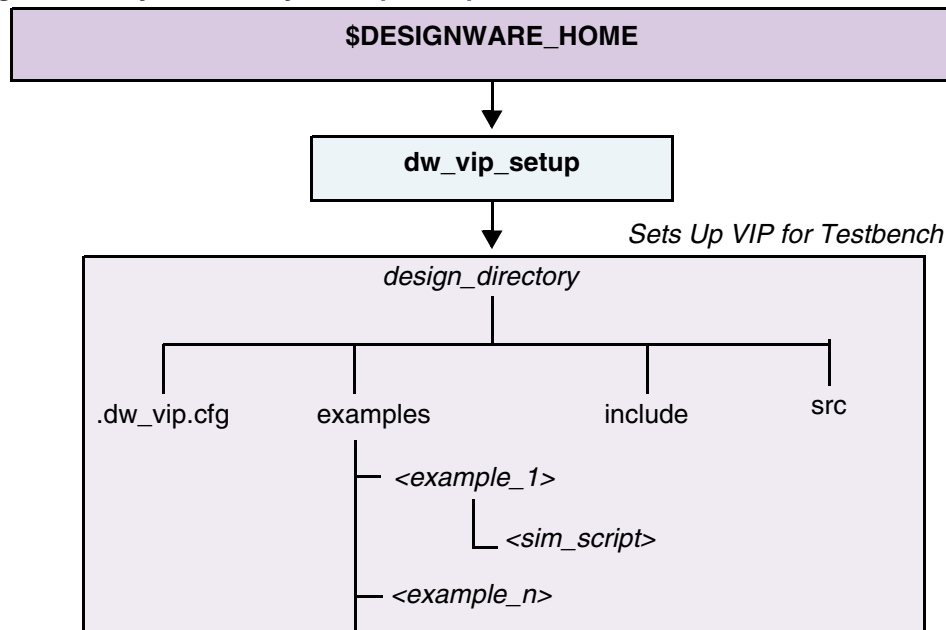 $DESIGNWARE_HOME
dw_vip_setup
Sets Up VIP for Testbench
design_directory
.dw_vip.cfg
examples
include
src
<example_1>
<sim_script>
<example_n>